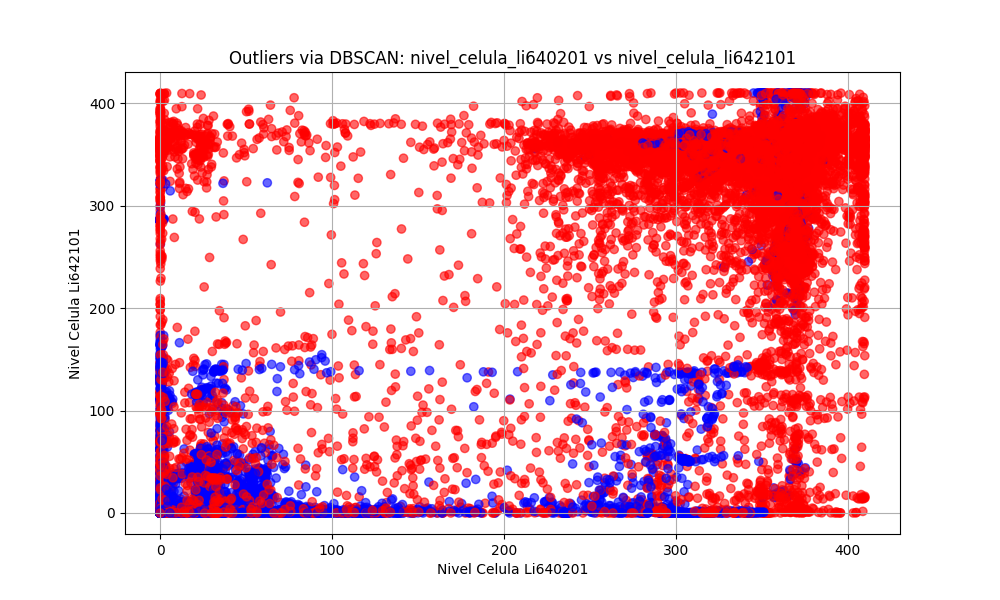 Outliers via DBSCAN: nivel_celula_li640201 vs nivel_celula_li642101
400
300
200
100
0
Nivel Celula Li642101
0 100 200 300 400
Nivel Celula Li640201